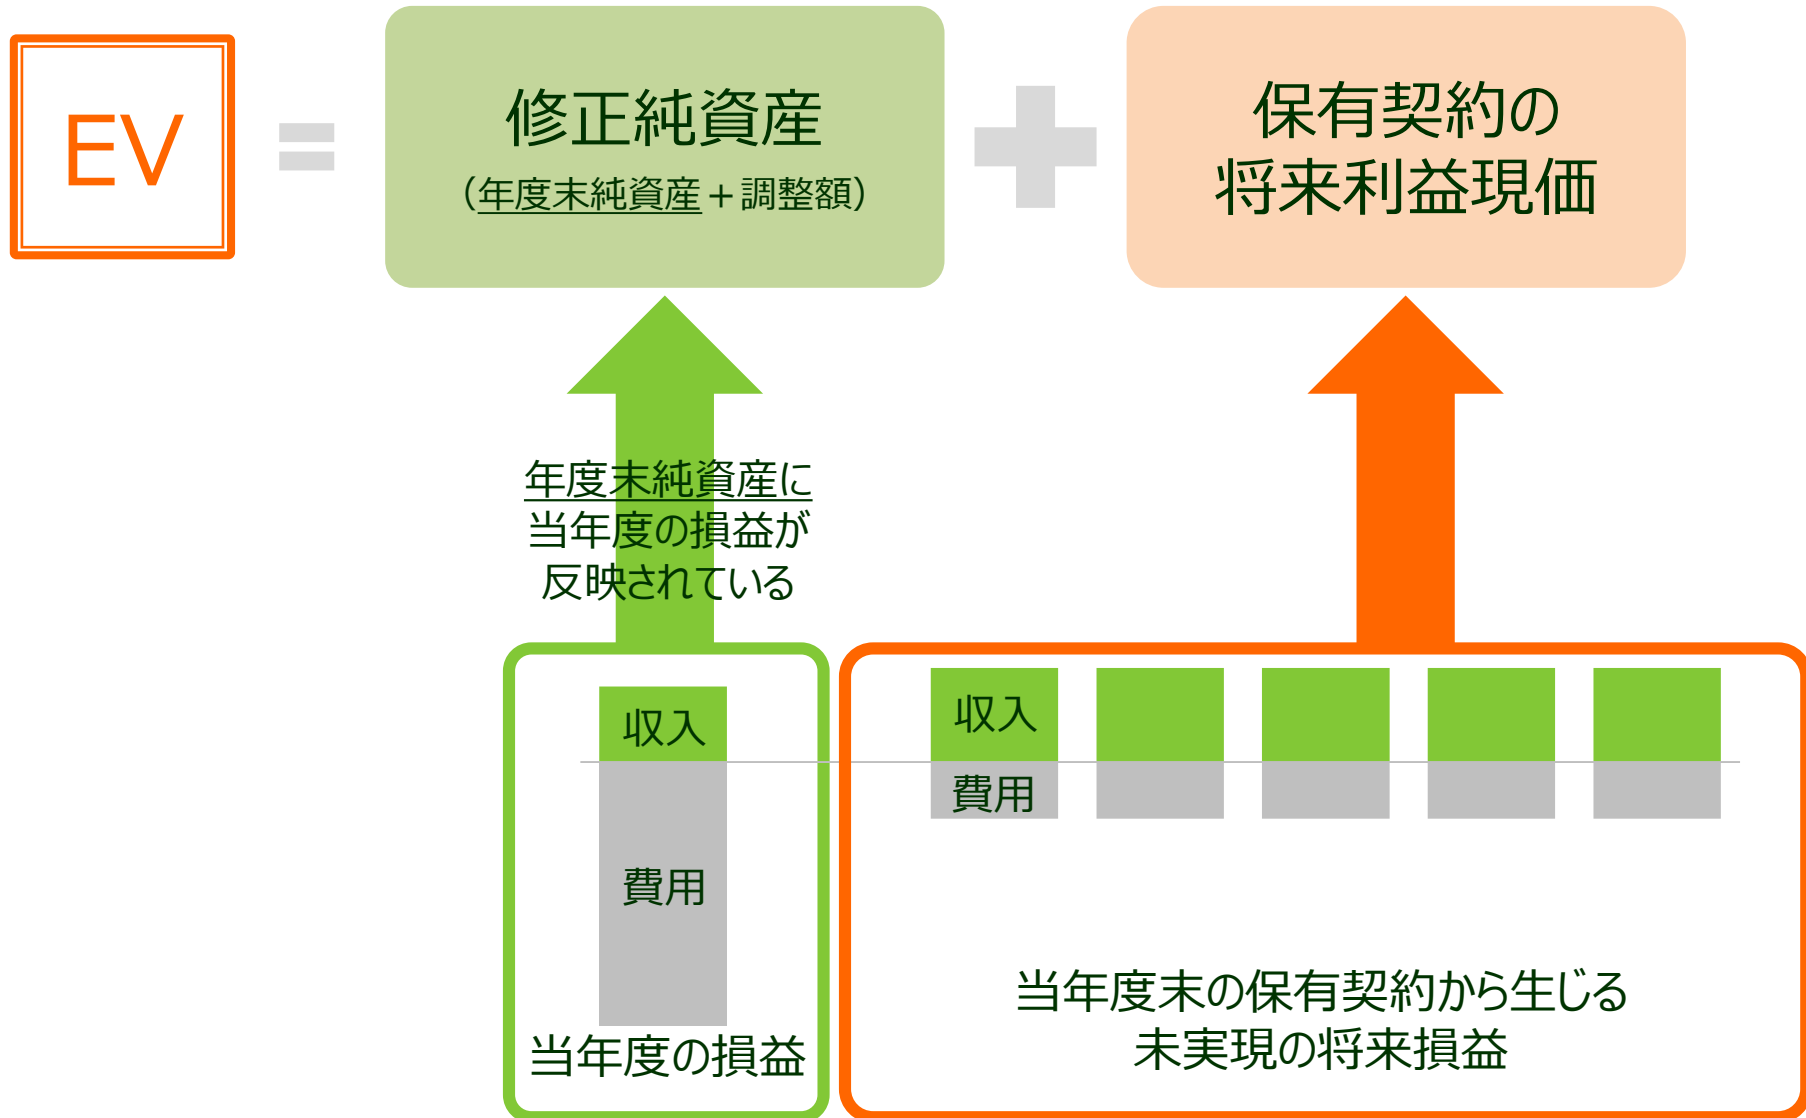 EV
=
修正純資産
（年度末純資産＋調整額）
+
保有契約の
将来利益現価
年度末純資産に
当年度の損益が
反映されている
収入
費用
当年度の損益
収入
費用
当年度末の保有契約から生じる
未実現の将来損益